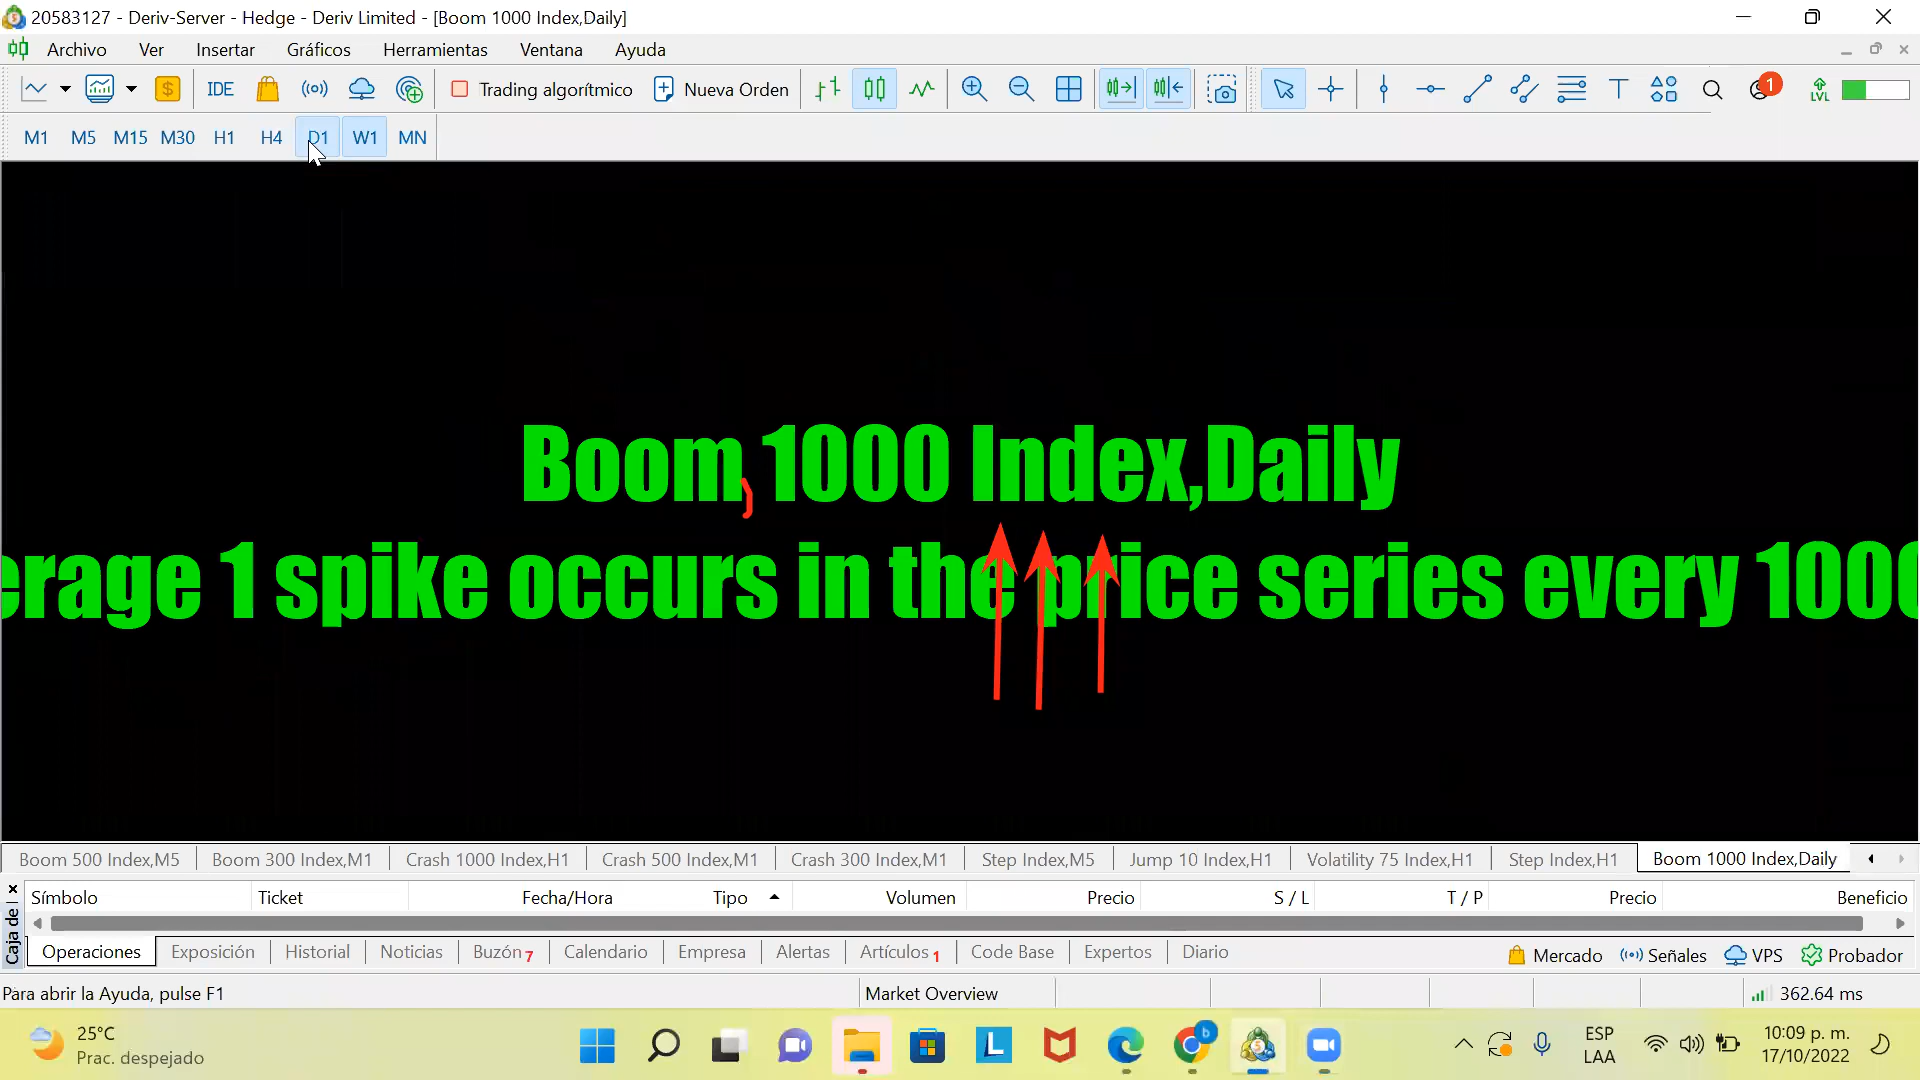 20583127 - Deriv-Server - Hedge - Deriv Limited - [Boom 1000 Index,Daily]
Archivo Ver Insertar Gráficos Herramientas Ventana Ayuda
IDE Trading algorítmico Nueva Orden T 1 LVL
M1 M5 M15 M30 H1 H4 D1 W1 MN
Boom 1000 Index,Daily
erage 1 spike occurs in the price series every 1000
Boom 500 Index,M5 Boom 300 Index,M1 Crash 1000 Index,H1 Crash 500 Index,M1 Crash 300 Index,M1 Step Index,M5 Jump 10 Index,H1 Volatility 75 Index,H1 Step Index,H1 Boom 1000 Index,Daily
Símbolo Ticket Fecha/Hora Tipo Volumen Precio S / L T / P Precio Beneficio
Caja de
Operaciones Exposición Historial Noticias Buzón 7 Calendario Empresa Alertas Artículos 1 Code Base Expertos Diario Mercado Señales VPS Probador
Para abrir la Ayuda, pulse F1 Market Overview 362.64 ms
25°C
Prac. despejado
L b
ESP
LAA
10:09 p. m.
17/10/2022